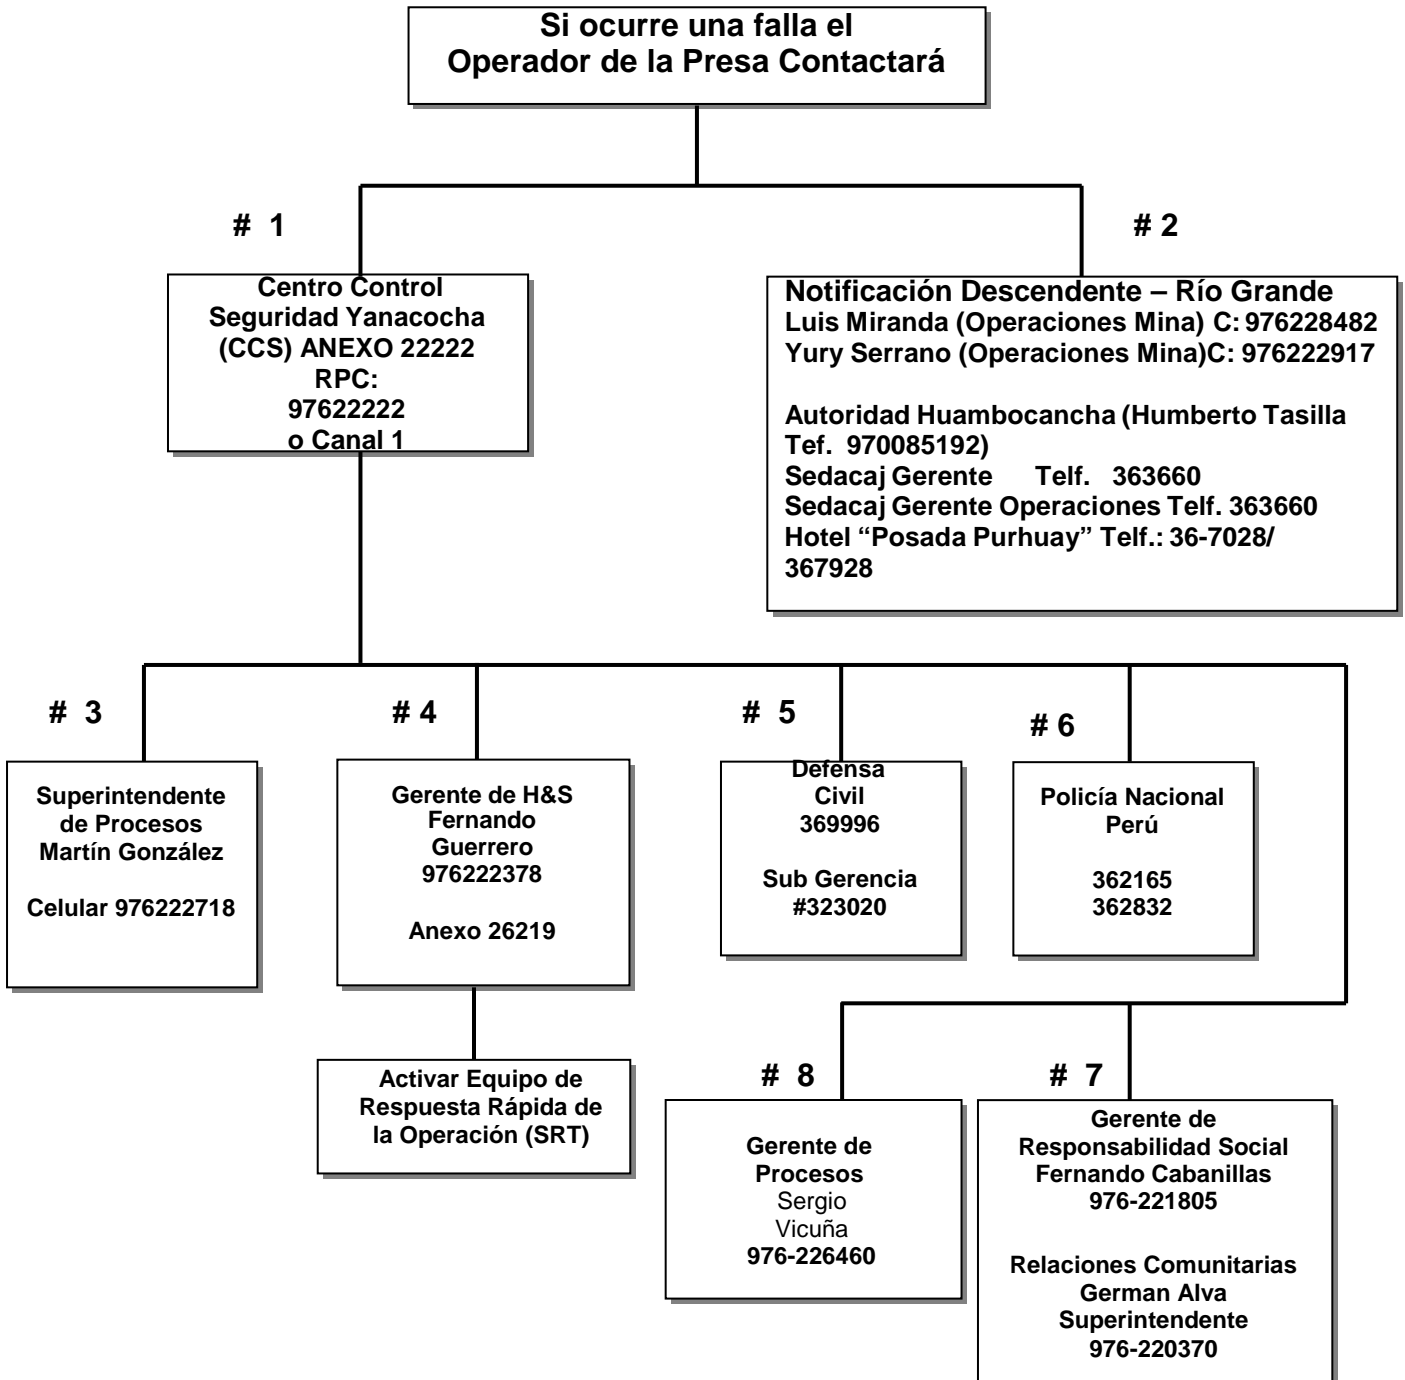 Si ocurre una falla el
Operador de la Presa Contactará
# 1
Centro Control
Seguridad Yanacocha
(CCS) ANEXO 22222
RPC:
97622222
o Canal 1
# 2
Notificación Descendente – Río Grande
Luis Miranda (Operaciones Mina) C: 976228482
Yury Serrano (Operaciones Mina)C: 976222917
Autoridad Huambocancha (Humberto Tasilla
Tef. 970085192)
Sedacaj Gerente Telf. 363660
Sedacaj Gerente Operaciones Telf. 363660
Hotel “Posada Purhuay” Telf.: 36-7028/
367928
# 3
Superintendente
de Procesos
Martín González
Celular 976222718
# 4
Gerente de H&S
Fernando
Guerrero
976222378
Anexo 26219
Activar Equipo de
Respuesta Rápida de
la Operación (SRT)
# 5
Defensa
Civil
369996
Sub Gerencia
#323020
# 6
Policía Nacional
Perú
362165
362832
# 8
Gerente de
Procesos
Sergio
Vicuña
976-226460
# 7
Gerente de
Responsabilidad Social
Fernando Cabanillas
976-221805
Relaciones Comunitarias
German Alva
Superintendente
976-220370